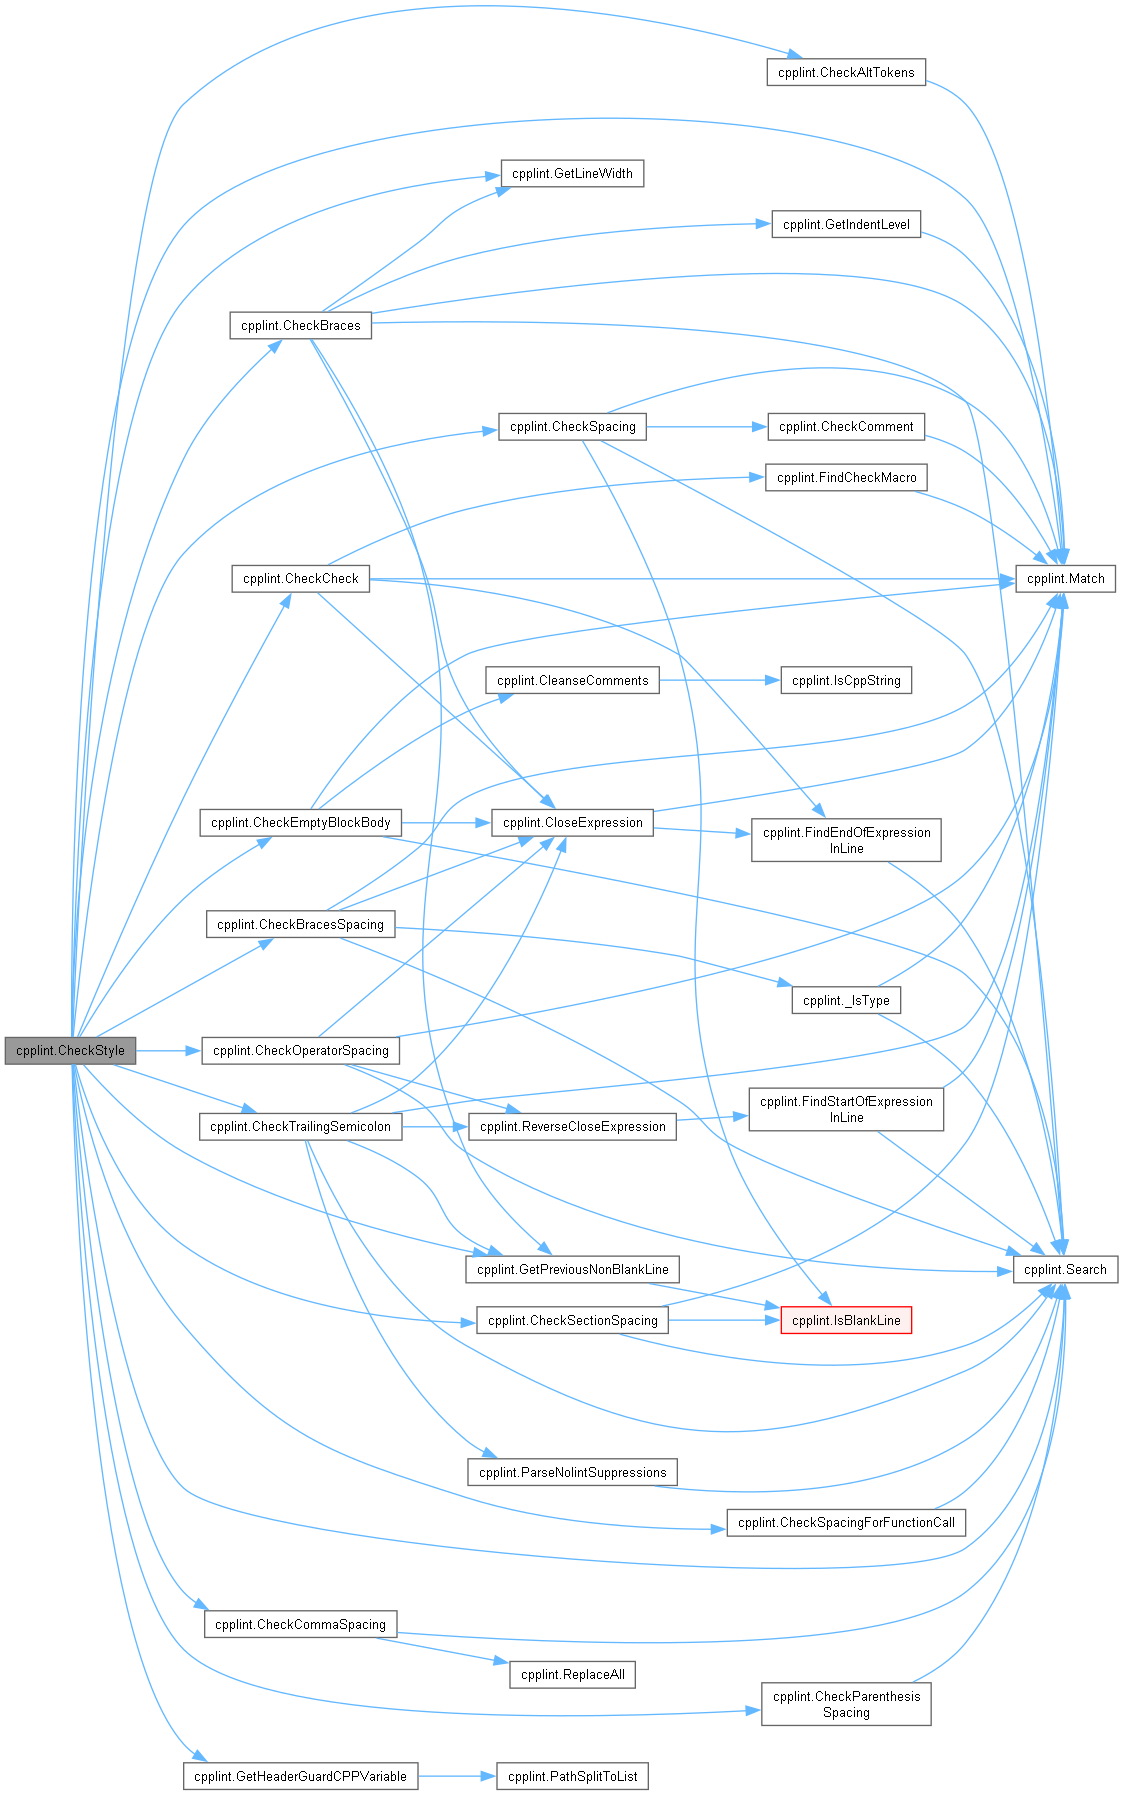 cpplint.CheckAltTokens
cpplint.GetLineWidth
cpplint.GetIndentLevel
cpplint.CheckBraces
cpplint.CheckSpacing
cpplint.CheckComment
cpplint.FindCheckMacro
cpplint.CheckCheck
cpplint.Match
cpplint.CleanseComments
cpplint.IsCppString
cpplint.CheckEmptyBlockBody
cpplint.CloseExpression
cpplint.FindEndOfExpression
InLine
cpplint.CheckBracesSpacing
cpplint._IsType
cpplint.CheckStyle
cpplint.CheckOperatorSpacing
cpplint.FindStartOfExpression
InLine
cpplint.CheckTrailingSemicolon
cpplint.ReverseCloseExpression
cpplint.GetPreviousNonBlankLine
cpplint.Search
cpplint.CheckSectionSpacing
cpplint.IsBlankLine
cpplint.ParseNolintSuppressions
cpplint.CheckSpacingForFunctionCall
cpplint.CheckCommaSpacing
cpplint.ReplaceAll
cpplint.CheckParenthesis
Spacing
cpplint.GetHeaderGuardCPPVariable
cpplint.PathSplitToList